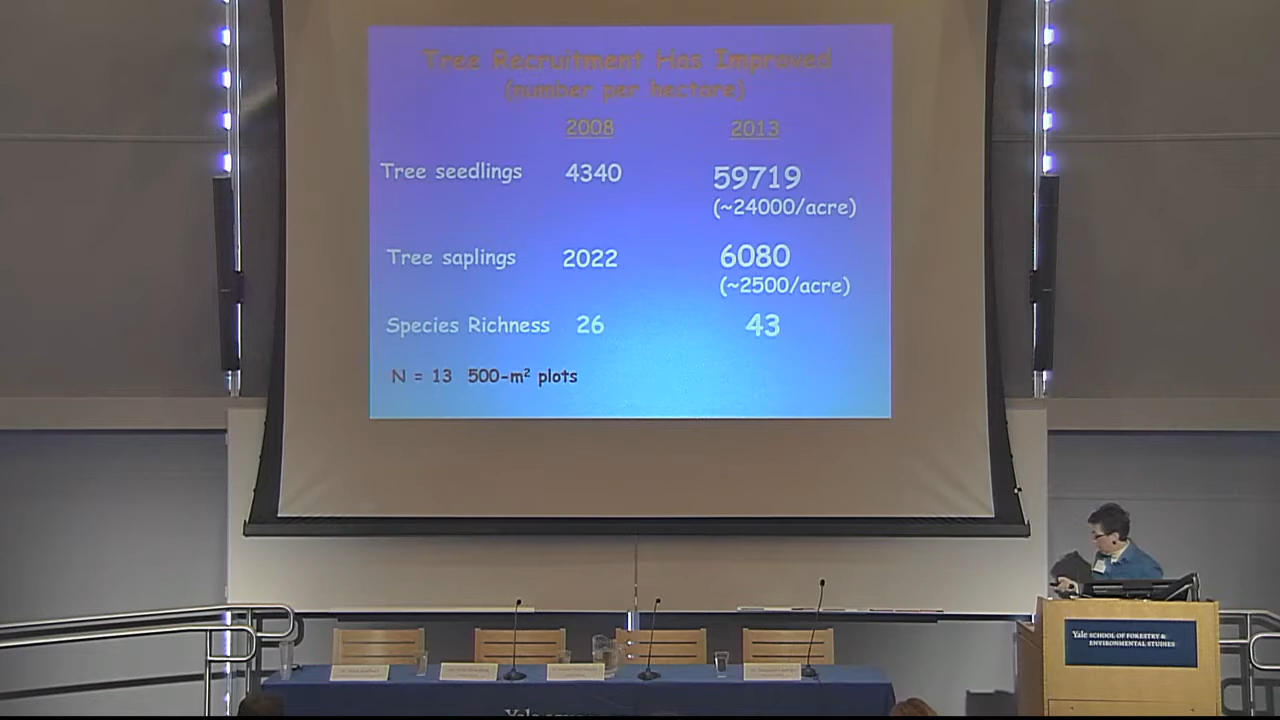 Tree Recruitment Has Improved
(number per hectare)
2008 2013
Tree seedlings 4340 59719
(~24000/acre)
Tree saplings 2022 6080
(~2500/acre)
Species Richness 26 43
N = 13 500-m² plots
Yale SCHOOL OF FORESTRY &
ENVIRONMENTAL STUDIES
Yale